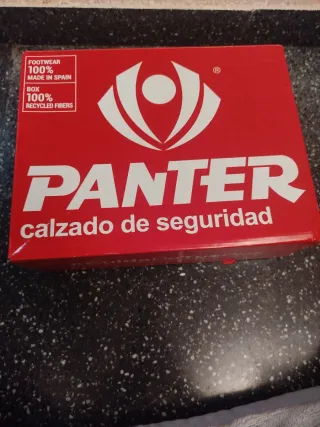 FOOTWEAR
100%
MADE IN SPAIN
BOX
100%
RECYCLED FIBERS
®
PANTER
calzado de seguridad